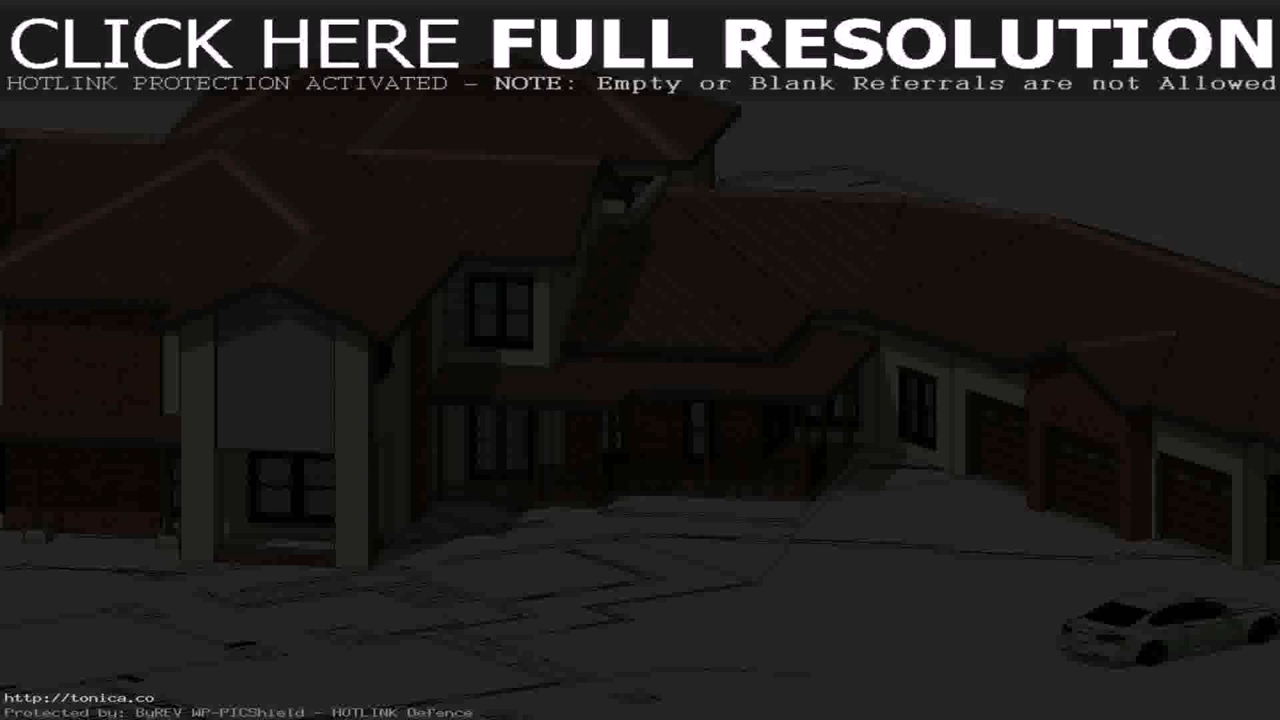 CLICK HERE FULL RESOLUTION
HOTLINK PROTECTION ACTIVATED - NOTE: Empty or Blank Referrals are not Allowed
http://tonica.co
Protected by: ByREV WP-PICShield - HOTLINK Defence